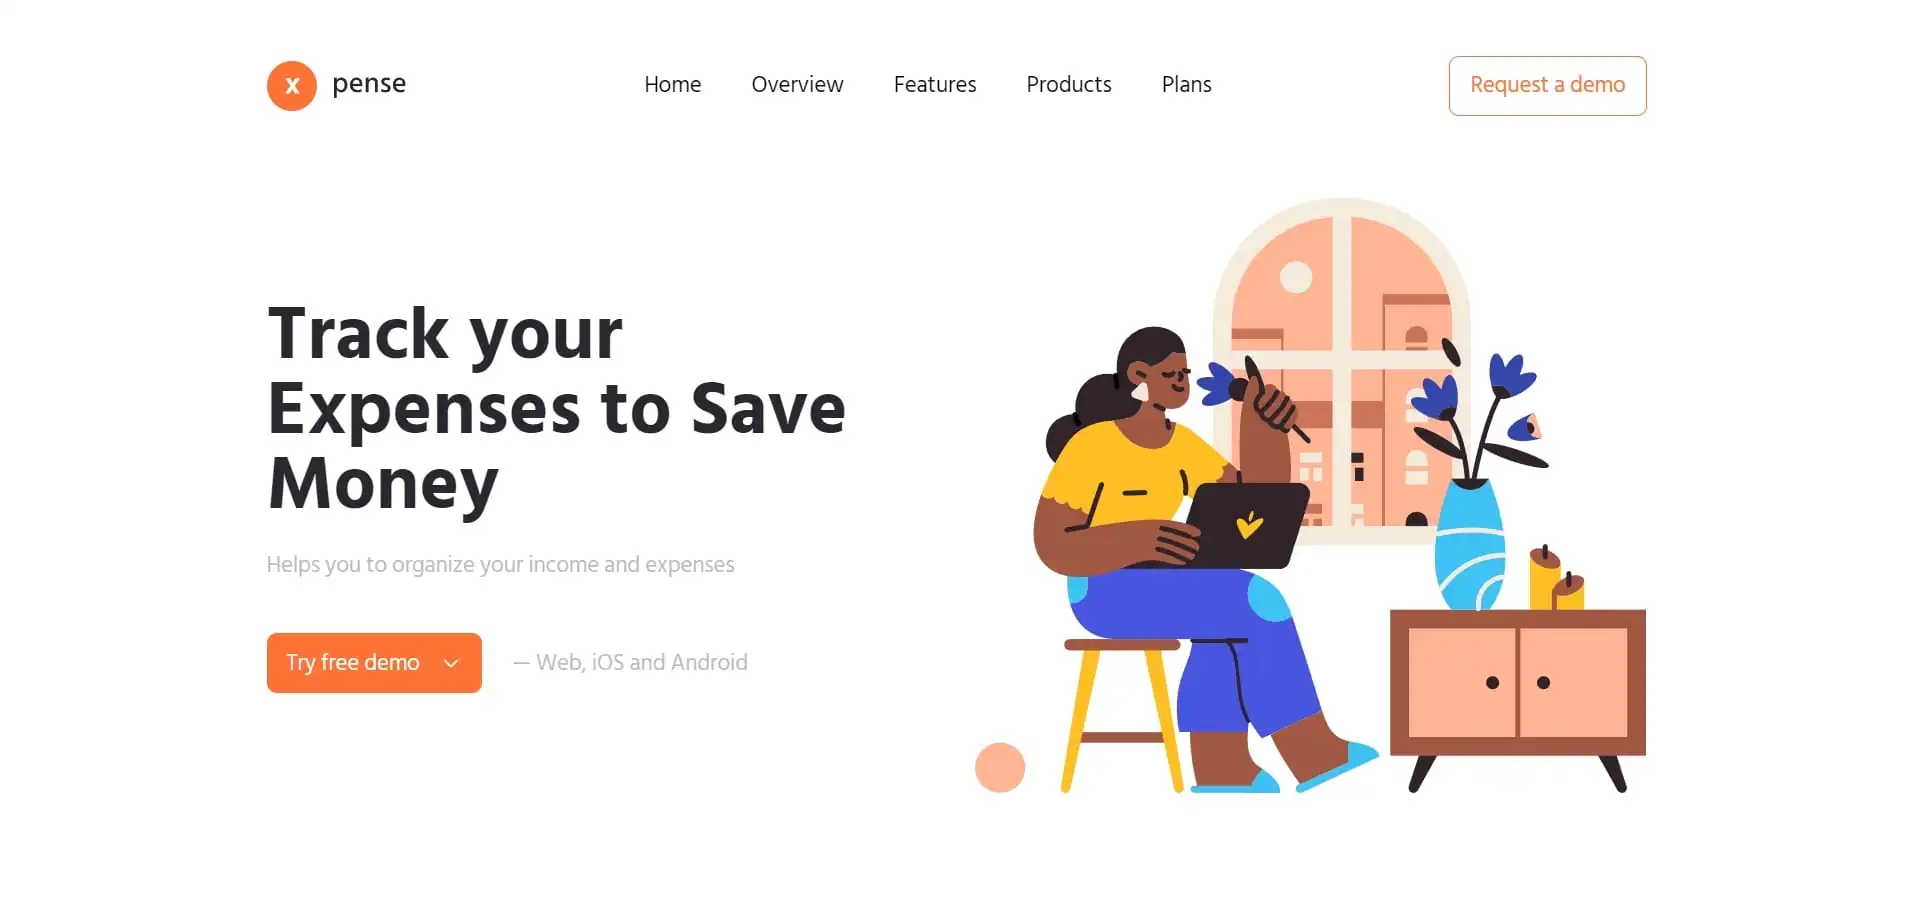 x pense
Home Overview Features Products Plans
Request a demo
Track your
Expenses to Save
Money
Helps you to organize your income and expenses
Try free demo
— Web, iOS and Android